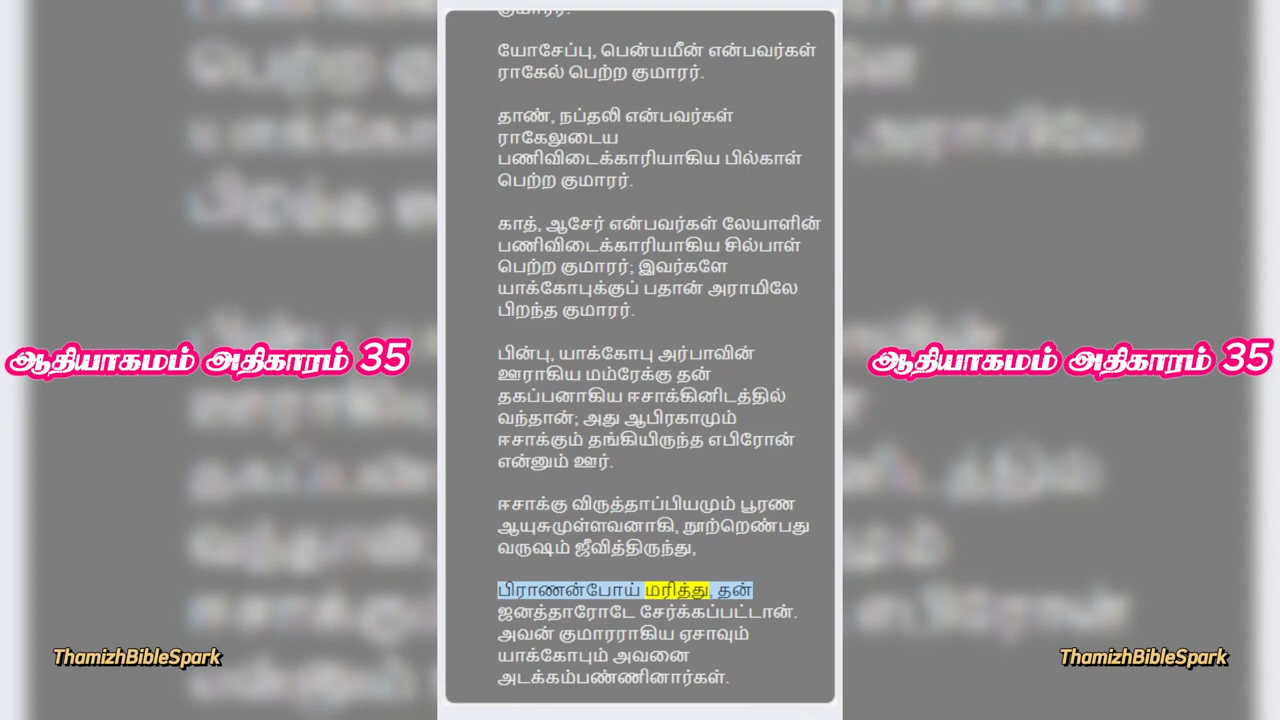 குமாரர்.
யோசேப்பு, பென்யமீன் என்பவர்கள்
ராகேல் பெற்ற குமாரர்.
தாண், நப்தலி என்பவர்கள்
ராகேலுடைய
பணிவிடைக்காரியாகிய பில்காள்
பெற்ற குமாரர்.
காத், ஆசேர் என்பவர்கள் லேயாளின்
பணிவிடைக்காரியாகிய சில்பாள்
பெற்ற குமாரர்; இவர்களே
யாக்கோபுக்குப் பதான் அராமிலே
பிறந்த குமாரர்.
பின்பு, யாக்கோபு அர்பாவின்
ஊராகிய மம்ரேக்கு தன்
தகப்பனாகிய ஈசாக்கினிடத்தில்
வந்தான்; அது ஆபிரகாமும்
ஈசாக்கும் தங்கியிருந்த எபிரோன்
என்னும் ஊர்.
ஈசாக்கு விருத்தாப்பியமும் பூரண
ஆயுசுமுள்ளவனாகி, நூற்றெண்பது
வருஷம் ஜீவித்திருந்து,
பிராணன்போய் மரித்து, தன்
ஜனத்தாரோடே சேர்க்கப்பட்டான்.
அவன் குமாரராகிய ஏசாவும்
யாக்கோபும் அவனை
அடக்கம்பண்ணினார்கள்.
ஆதியாகமம் அதிகாரம் 35
ஆதியாகமம் அதிகாரம் 35
ThamizhBibleSpark
ThamizhBibleSpark